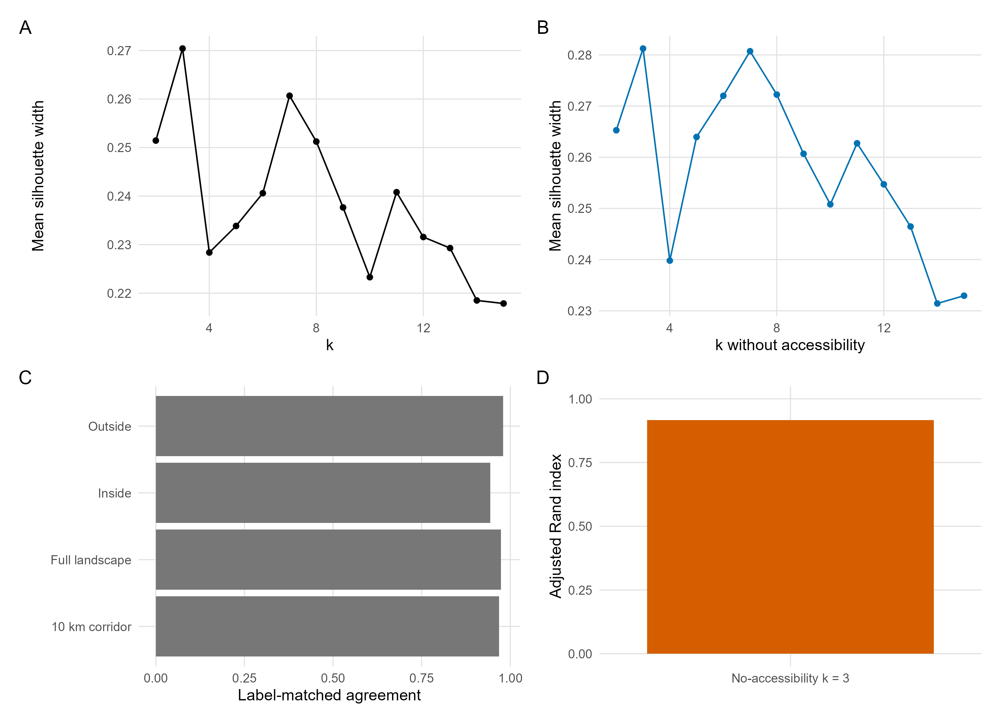 A
Mean silhouette width
0.27
0.26
0.25
0.24
0.23
0.22
4 8 12
k
B
Mean silhouette width
0.28
0.27
0.26
0.25
0.24
0.23
4 8 12
k without accessibility
C
Outside
Inside
Full landscape
10 km corridor
0.00 0.25 0.50 0.75 1.00
Label-matched agreement
D
Adjusted Rand index
1.00
0.75
0.50
0.25
0.00
No-accessibility k = 3